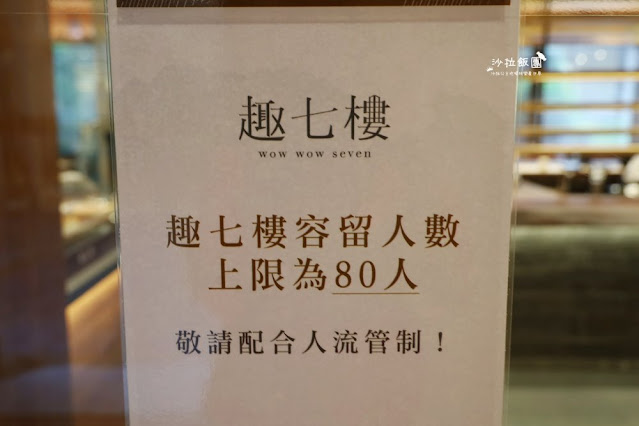 沙拉飯團
趣七樓
wow wow seven
趣七樓容留人數
上限為80人
敬請配合人流管制！